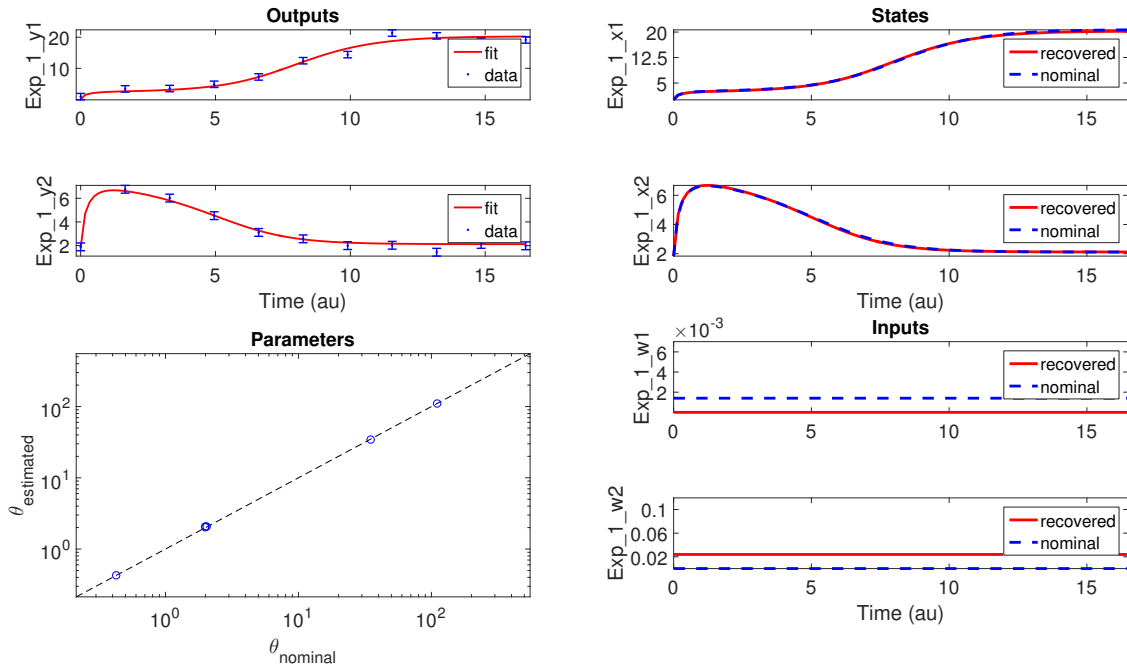 Outputs
Exp_1_y1
20
10
0
5
10
15
fit
data
Exp_1_y2
6
4
2
0
5
10
15
Time (au)
fit
data
States
Exp_1_x1
20
12.5
5
0
5
10
15
recovered
nominal
Exp_1_x2
6
4
2
0
5
10
15
Time (au)
recovered
nominal
Parameters
θestimated
10²
10¹
10⁰
10⁰
10¹
10²
θnominal
Inputs
×10⁻³
Exp_1_w1
6
4
2
0
5
10
15
recovered
nominal
Exp_1_w2
0.1
0.06
0.02
0
5
10
15
Time (au)
recovered
nominal